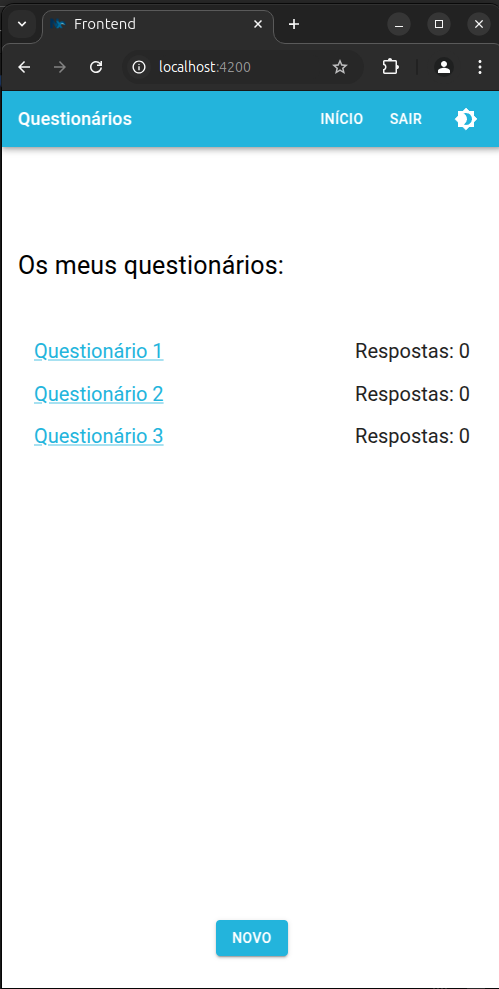 Frontend
localhost:4200
Questionários INÍCIO SAIR
Os meus questionários:
Questionário 1 Respostas: 0
Questionário 2 Respostas: 0
Questionário 3 Respostas: 0
NOVO